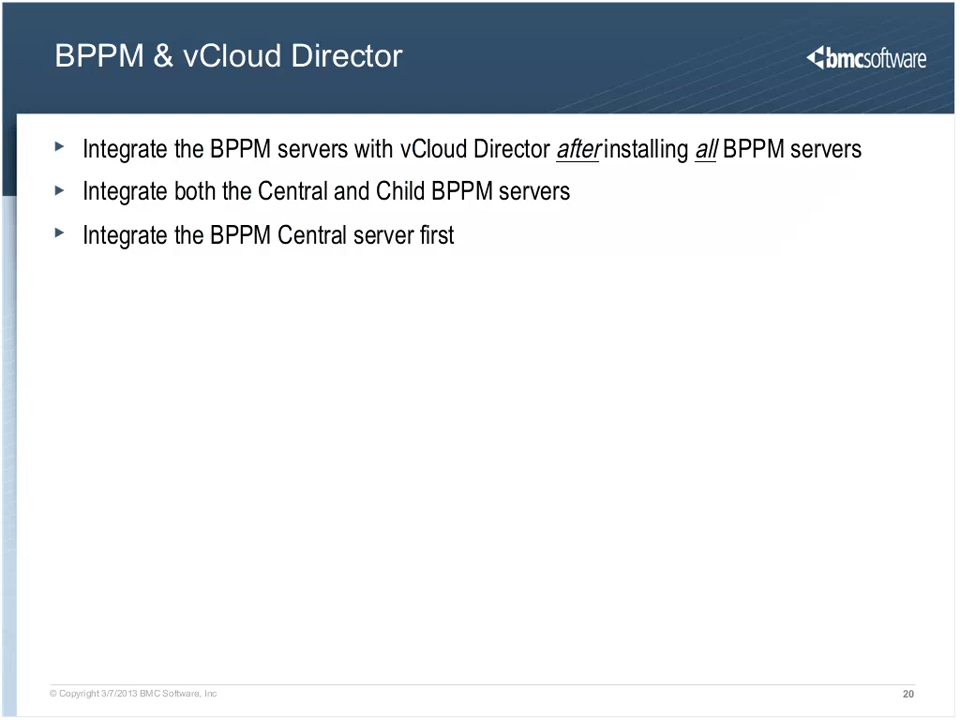 BPPM & vCloud Director
bmcsoftware
Integrate the BPPM servers with vCloud Director after installing all BPPM servers
Integrate both the Central and Child BPPM servers
Integrate the BPPM Central server first
© Copyright 3/7/2013 BMC Software, Inc
20